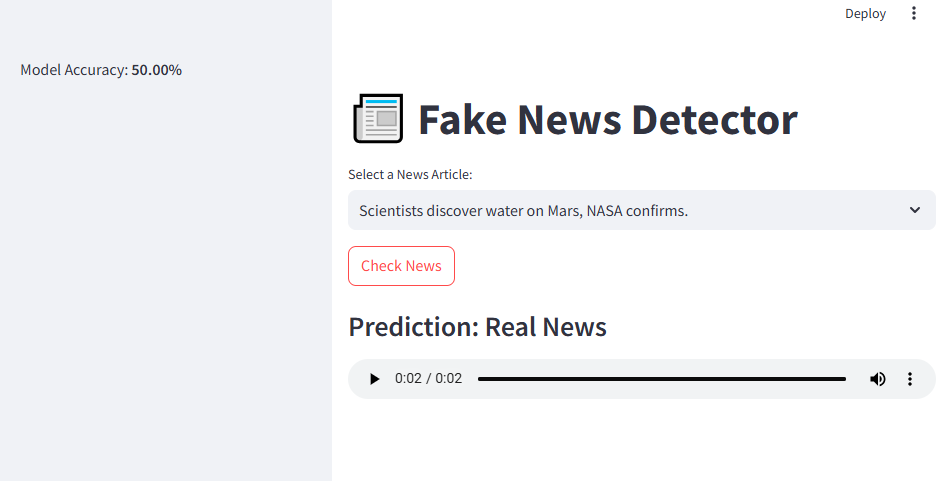 Deploy
Model Accuracy: 50.00%
Fake News Detector
Select a News Article:
Scientists discover water on Mars, NASA confirms.
Check News
Prediction: Real News
0:02 / 0:02